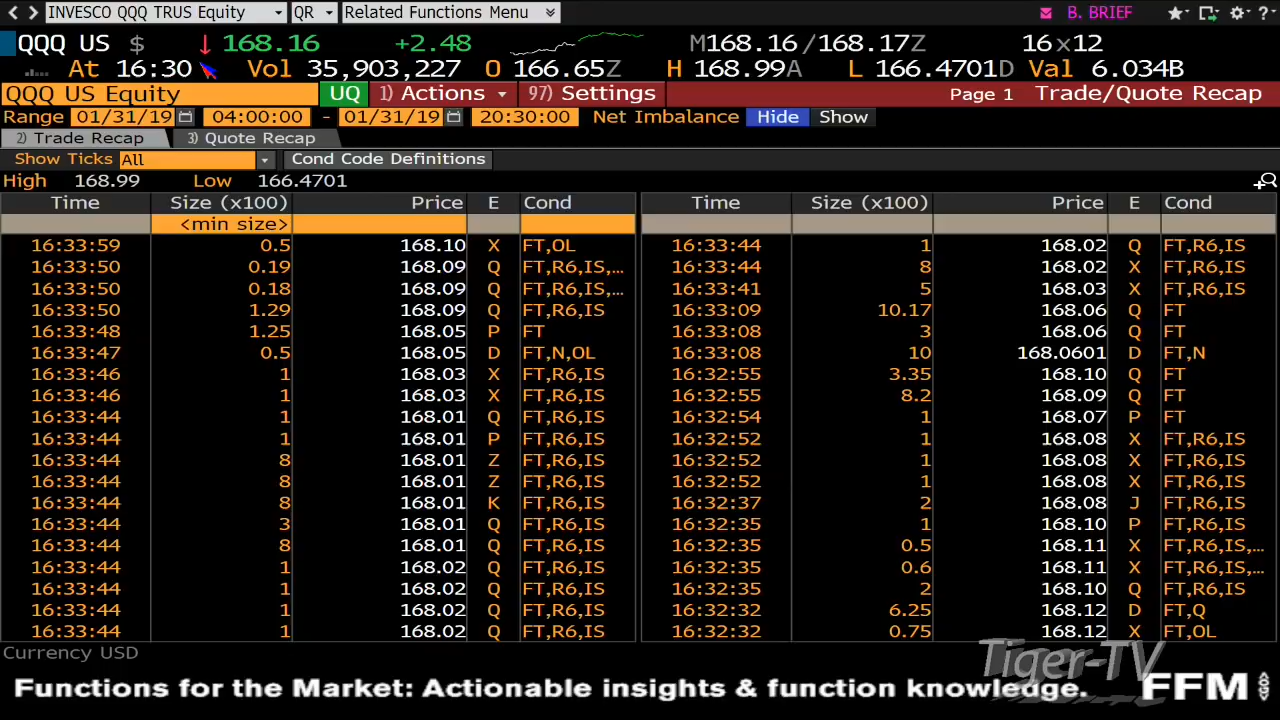 INVESCO QQQ TRUS Equity QR Related Functions Menu B. BRIEF ?
QQQ US $ ↓ 168.16 +2.48 M168.16/168.17Z 16x12
At 16:30 Vol 35,903,227 O 166.65Z H 168.99A L 166.4701D Val 6.034B
QQQ US Equity UQ 1) Actions 97) Settings Page 1 Trade/Quote Recap
Range 01/31/19 04:00:00 - 01/31/19 20:30:00 Net Imbalance Hide Show
2) Trade Recap 3) Quote Recap
Show Ticks All Cond Code Definitions
High 168.99 Low 166.4701
Time Size (x100) Price E Cond Time Size (x100) Price E Cond
<min size>
16:33:59 0.5 168.10 X FT,OL 16:33:44 1 168.02 Q FT,R6,IS
16:33:50 0.19 168.09 Q FT,R6,IS,... 16:33:44 8 168.02 X FT,R6,IS
16:33:50 0.18 168.09 Q FT,R6,IS,... 16:33:41 5 168.03 X FT,R6,IS
16:33:50 1.29 168.09 Q FT,R6,IS 16:33:09 10.17 168.06 Q FT
16:33:48 1.25 168.05 P FT 16:33:08 3 168.06 Q FT
16:33:47 0.5 168.05 D FT,N,OL 16:33:08 10 168.0601 D FT,N
16:33:46 1 168.03 X FT,R6,IS 16:32:55 3.35 168.10 Q FT
16:33:46 1 168.03 X FT,R6,IS 16:32:55 8.2 168.09 Q FT
16:33:44 1 168.01 Q FT,R6,IS 16:32:54 1 168.07 P FT
16:33:44 1 168.01 P FT,R6,IS 16:32:52 1 168.08 X FT,R6,IS
16:33:44 8 168.01 Z FT,R6,IS 16:32:52 1 168.08 X FT,R6,IS
16:33:44 8 168.01 Z FT,R6,IS 16:32:52 1 168.08 X FT,R6,IS
16:33:44 8 168.01 K FT,R6,IS 16:32:37 2 168.08 J FT,R6,IS
16:33:44 3 168.01 Q FT,R6,IS 16:32:35 1 168.10 P FT,R6,IS
16:33:44 8 168.01 Q FT,R6,IS 16:32:35 0.5 168.11 X FT,R6,IS,...
16:33:44 1 168.02 Q FT,R6,IS 16:32:35 0.6 168.11 X FT,R6,IS,...
16:33:44 1 168.02 Q FT,R6,IS 16:32:35 2 168.10 Q FT,R6,IS
16:33:44 1 168.02 Q FT,R6,IS 16:32:32 6.25 168.12 D FT,Q
16:33:44 1 168.02 Q FT,R6,IS 16:32:32 0.75 168.12 X FT,OL
Currency USD
Tiger-TV
Functions for the Market: Actionable insights & function knowledge. FFM